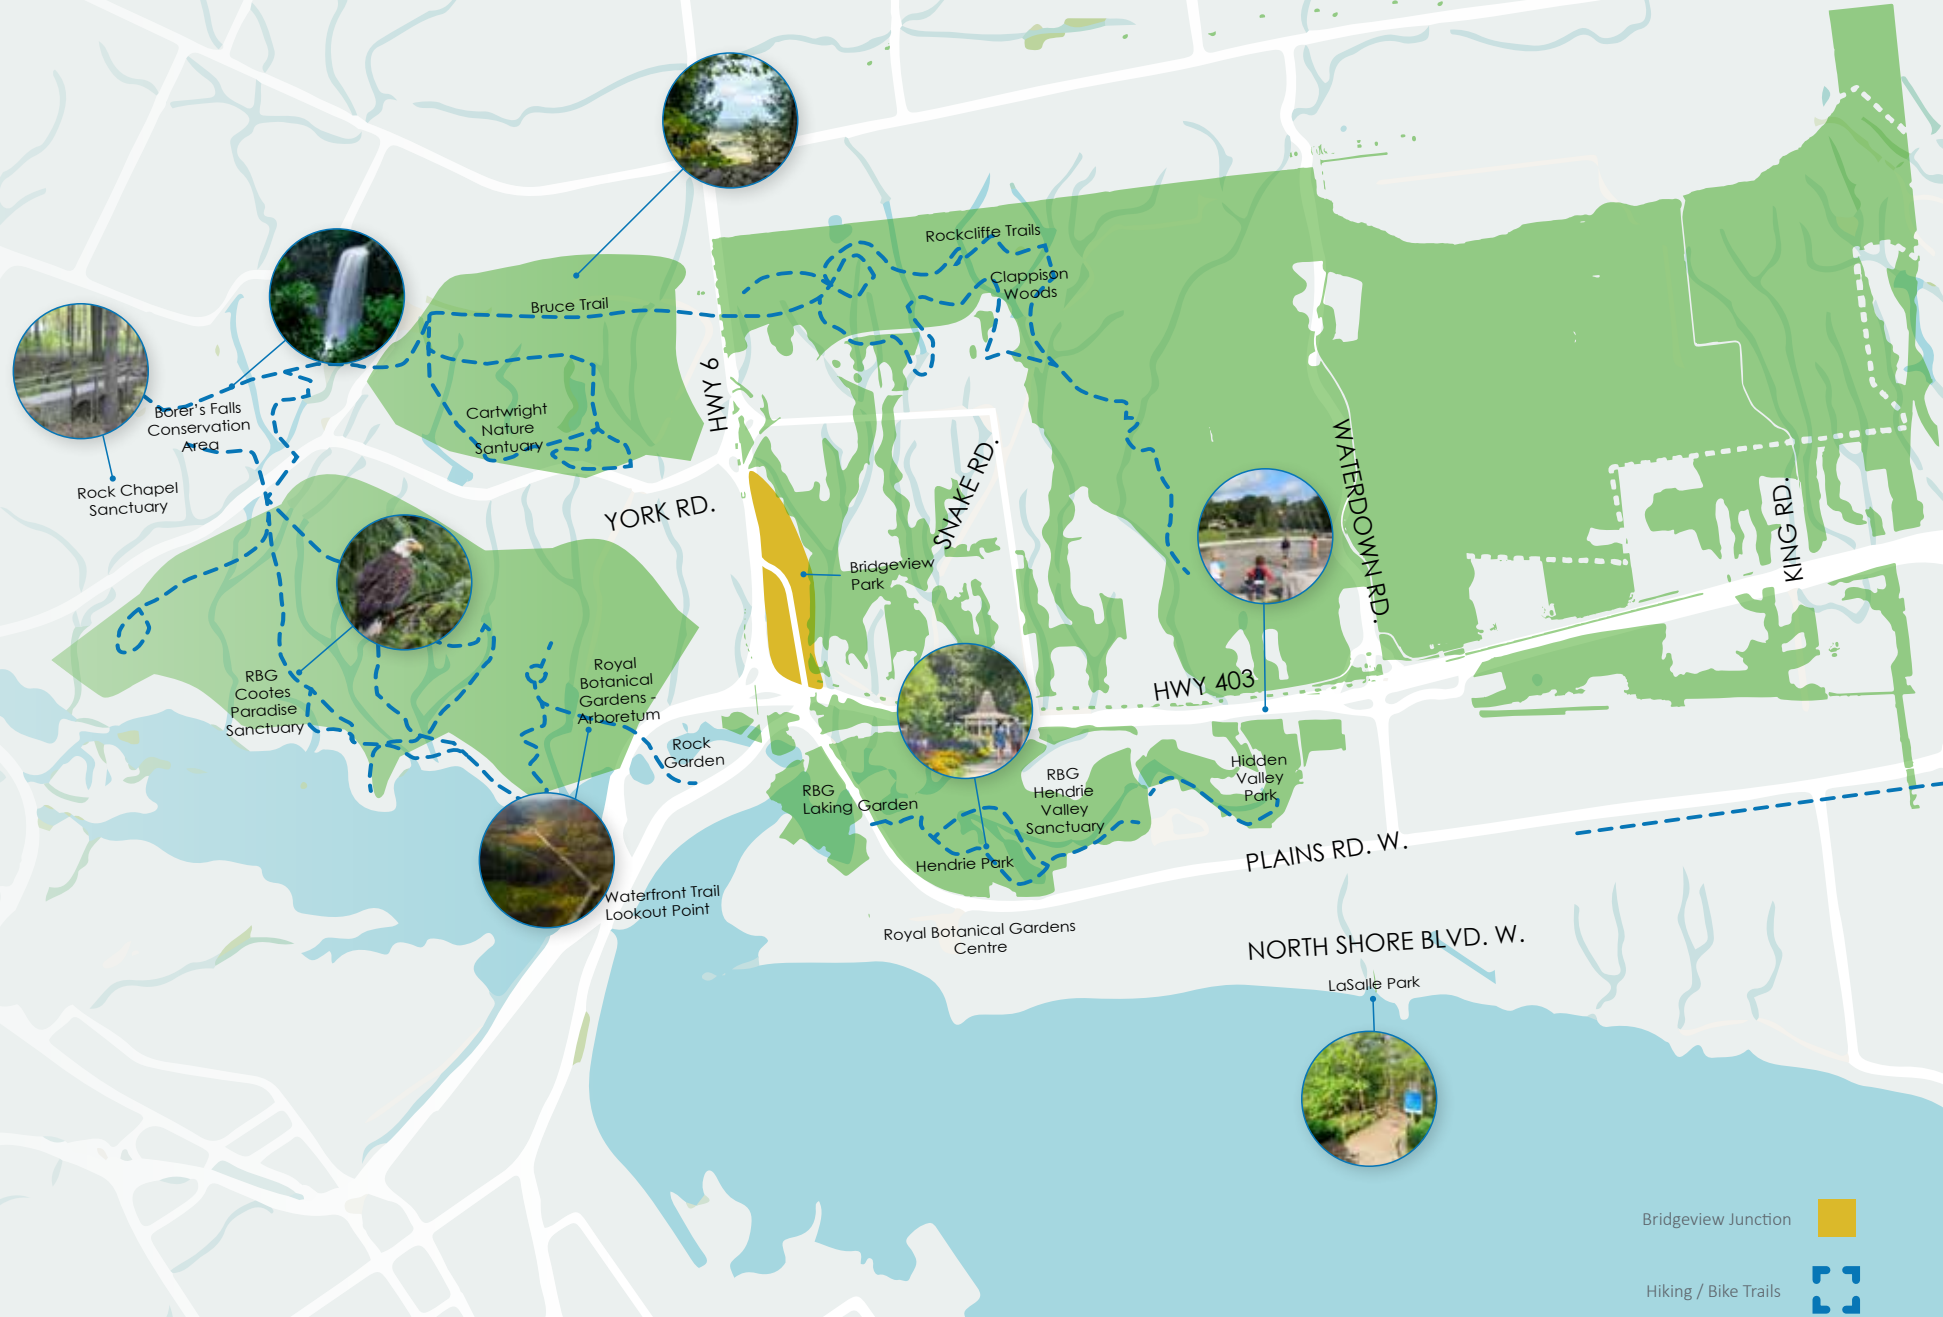 Rockcliffe Trails
Clappison
Woods
Bruce Trail
HWY 6
Borer's Falls
Conservation
Area
Cartwright
Nature
Santuary
Rock Chapel
Sanctuary
YORK RD.
SNAKE RD.
WATERDOWN RD.
KING RD.
Bridgeview
Park
RBG
Cootes
Paradise
Sanctuary
Royal
Botanical
Gardens -
Arboretum
HWY 403
Rock
Garden
RBG
Laking Garden
RBG
Hendrie
Valley
Sanctuary
Hidden
Valley
Park
Hendrie Park
PLAINS RD. W.
Waterfront Trail
Lookout Point
Royal Botanical Gardens
Centre
NORTH SHORE BLVD. W.
LaSalle Park
Bridgeview Junction
Hiking / Bike Trails